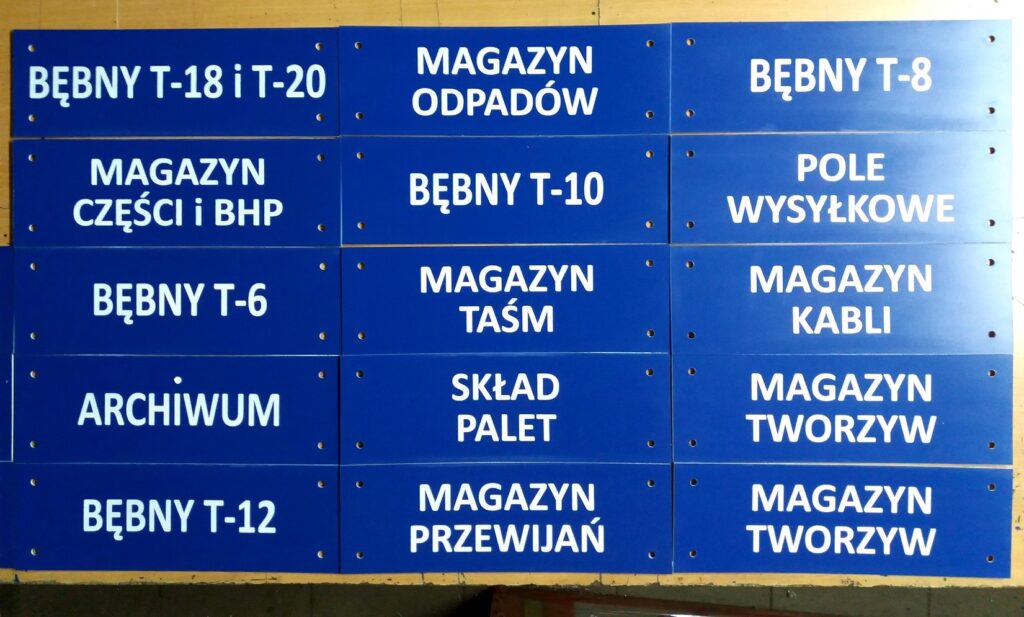 BĘBNY T-18 i T-20
MAGAZYN
ODPADÓW
BĘBNY T-8
MAGAZYN
CZĘŚCI i BHP
BĘBNY T-10
POLE
WYSYŁKOWE
BĘBNY T-6
MAGAZYN
TAŚM
MAGAZYN
KABLI
ARCHIWUM
SKŁAD
PALET
MAGAZYN
TWORZYW
BĘBNY T-12
MAGAZYN
PRZEWIJAŃ
MAGAZYN
TWORZYW